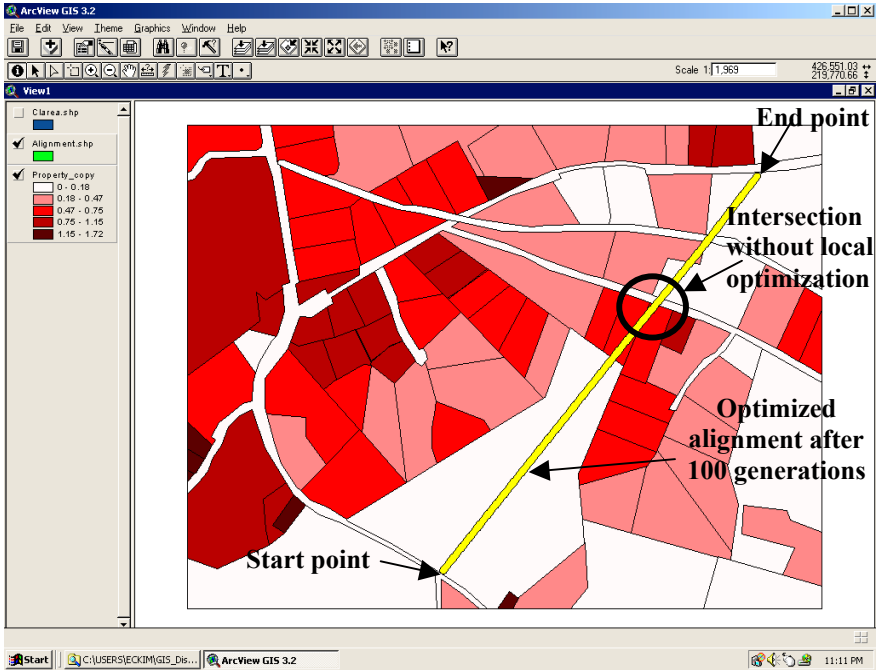 ArcView GIS 3.2
File Edit View Theme Graphics Window Help
Scale 1: 1,969
426,551.03
219,770.66
View1
Clarea.shp
Alignment.shp
Property_copy
0 - 0.18
0.18 - 0.47
0.47 - 0.75
0.75 - 1.15
1.15 - 1.72
End point
Intersection
without local
optimization
Optimized
alignment after
100 generations
Start point
Start C:\USERS\ECKIM\GIS_Dis... ArcView GIS 3.2 11:11 PM